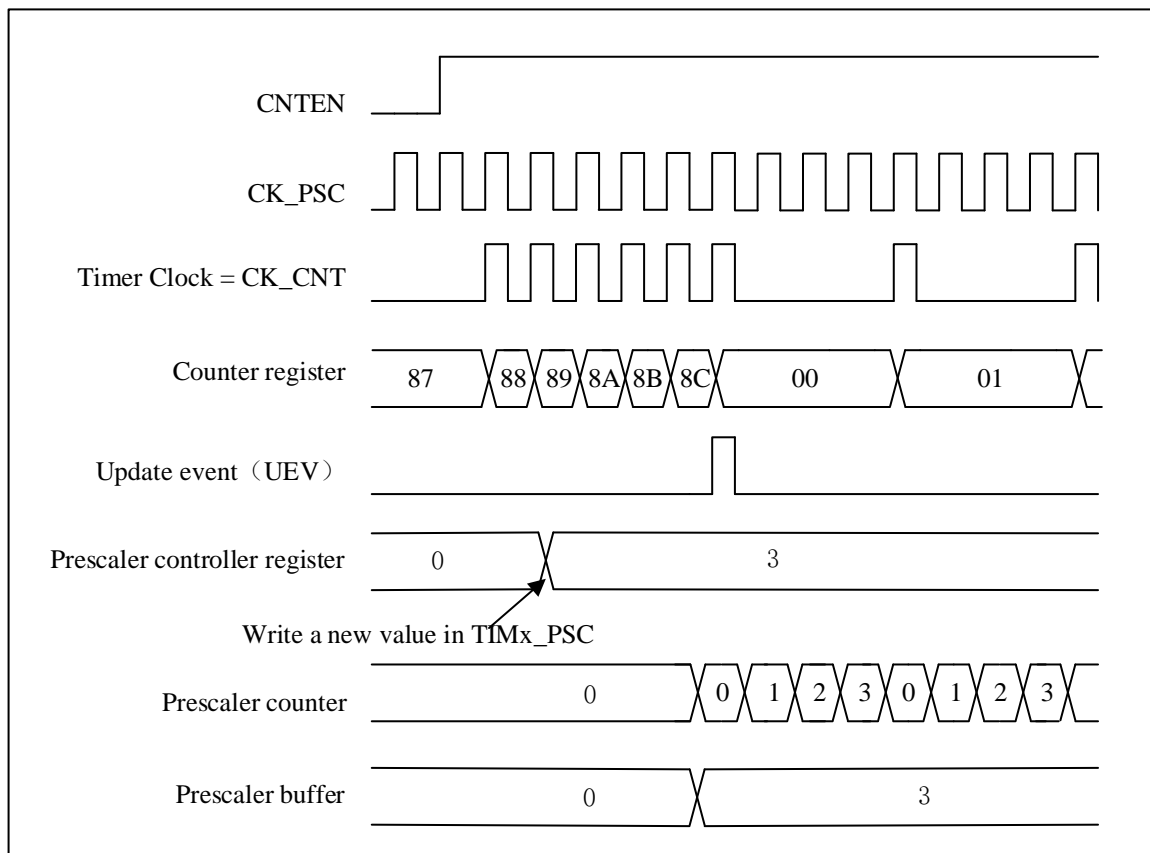 CNTEN
CK_PSC
Timer Clock = CK_CNT
Counter register 87 88 89 8A 8B 8C 00 01
Update event（UEV）
Prescaler controller register 0 3
Write a new value in TIMx_PSC
Prescaler counter 0 0 1 2 3 0 1 2 3
Prescaler buffer 0 3